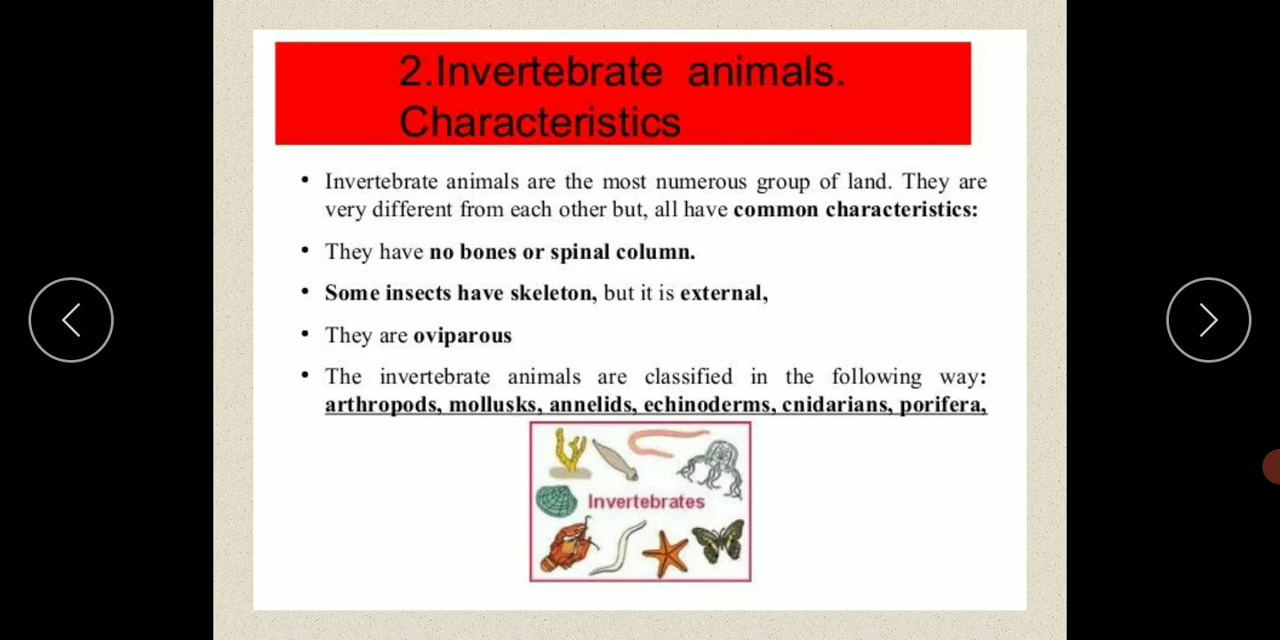 2.Invertebrate animals.
Characteristics
• Invertebrate animals are the most numerous group of land. They are
very different from each other but, all have common characteristics:
• They have no bones or spinal column.
• Some insects have skeleton, but it is external,
• They are oviparous
• The invertebrate animals are classified in the following way:
arthropods, mollusks, annelids, echinoderms, cnidarians, porifera,
Invertebrates